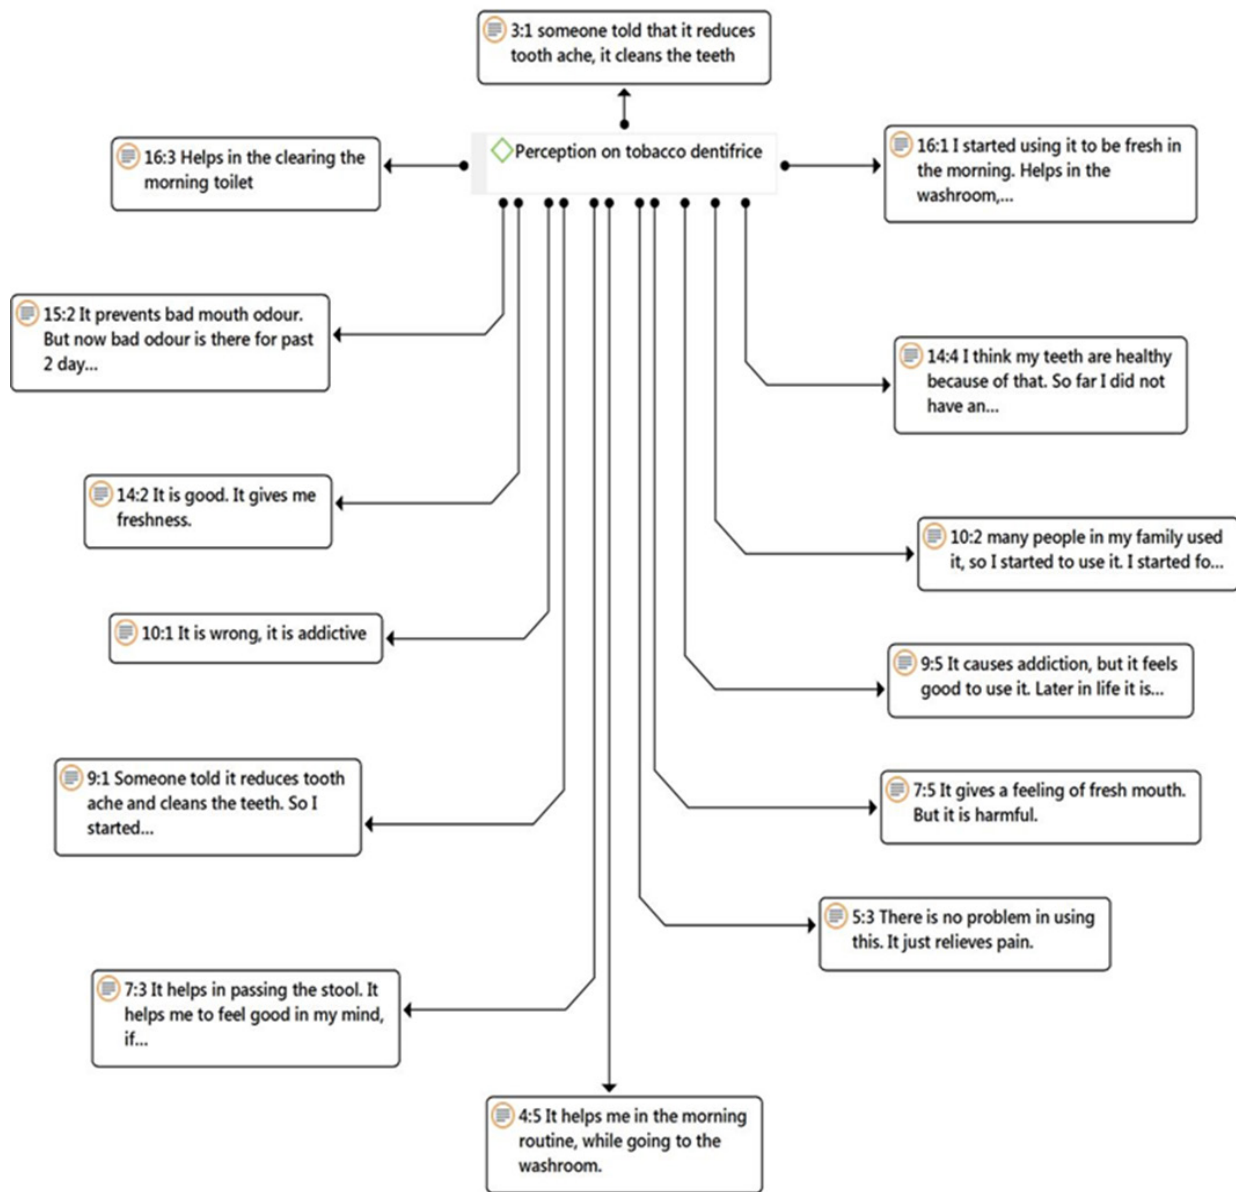 3:1 someone told that it reduces
tooth ache, it cleans the teeth
Perception on tobacco dentifrice
16:3 Helps in the clearing the
morning toilet
16:1 I started using it to be fresh in
the morning. Helps in the
washroom,...
15:2 It prevents bad mouth odour.
But now bad odour is there for past
2 day...
14:4 I think my teeth are healthy
because of that. So far I did not
have an...
14:2 It is good. It gives me
freshness.
10:2 many people in my family used
it, so I started to use it. I started fo...
10:1 It is wrong, it is addictive
9:5 It causes addiction, but it feels
good to use it. Later in life it is...
9:1 Someone told it reduces tooth
ache and cleans the teeth. So I
started...
7:5 It gives a feeling of fresh mouth.
But it is harmful.
5:3 There is no problem in using
this. It just relieves pain.
7:3 It helps in passing the stool. It
helps me to feel good in my mind,
if...
4:5 It helps me in the morning
routine, while going to the
washroom.